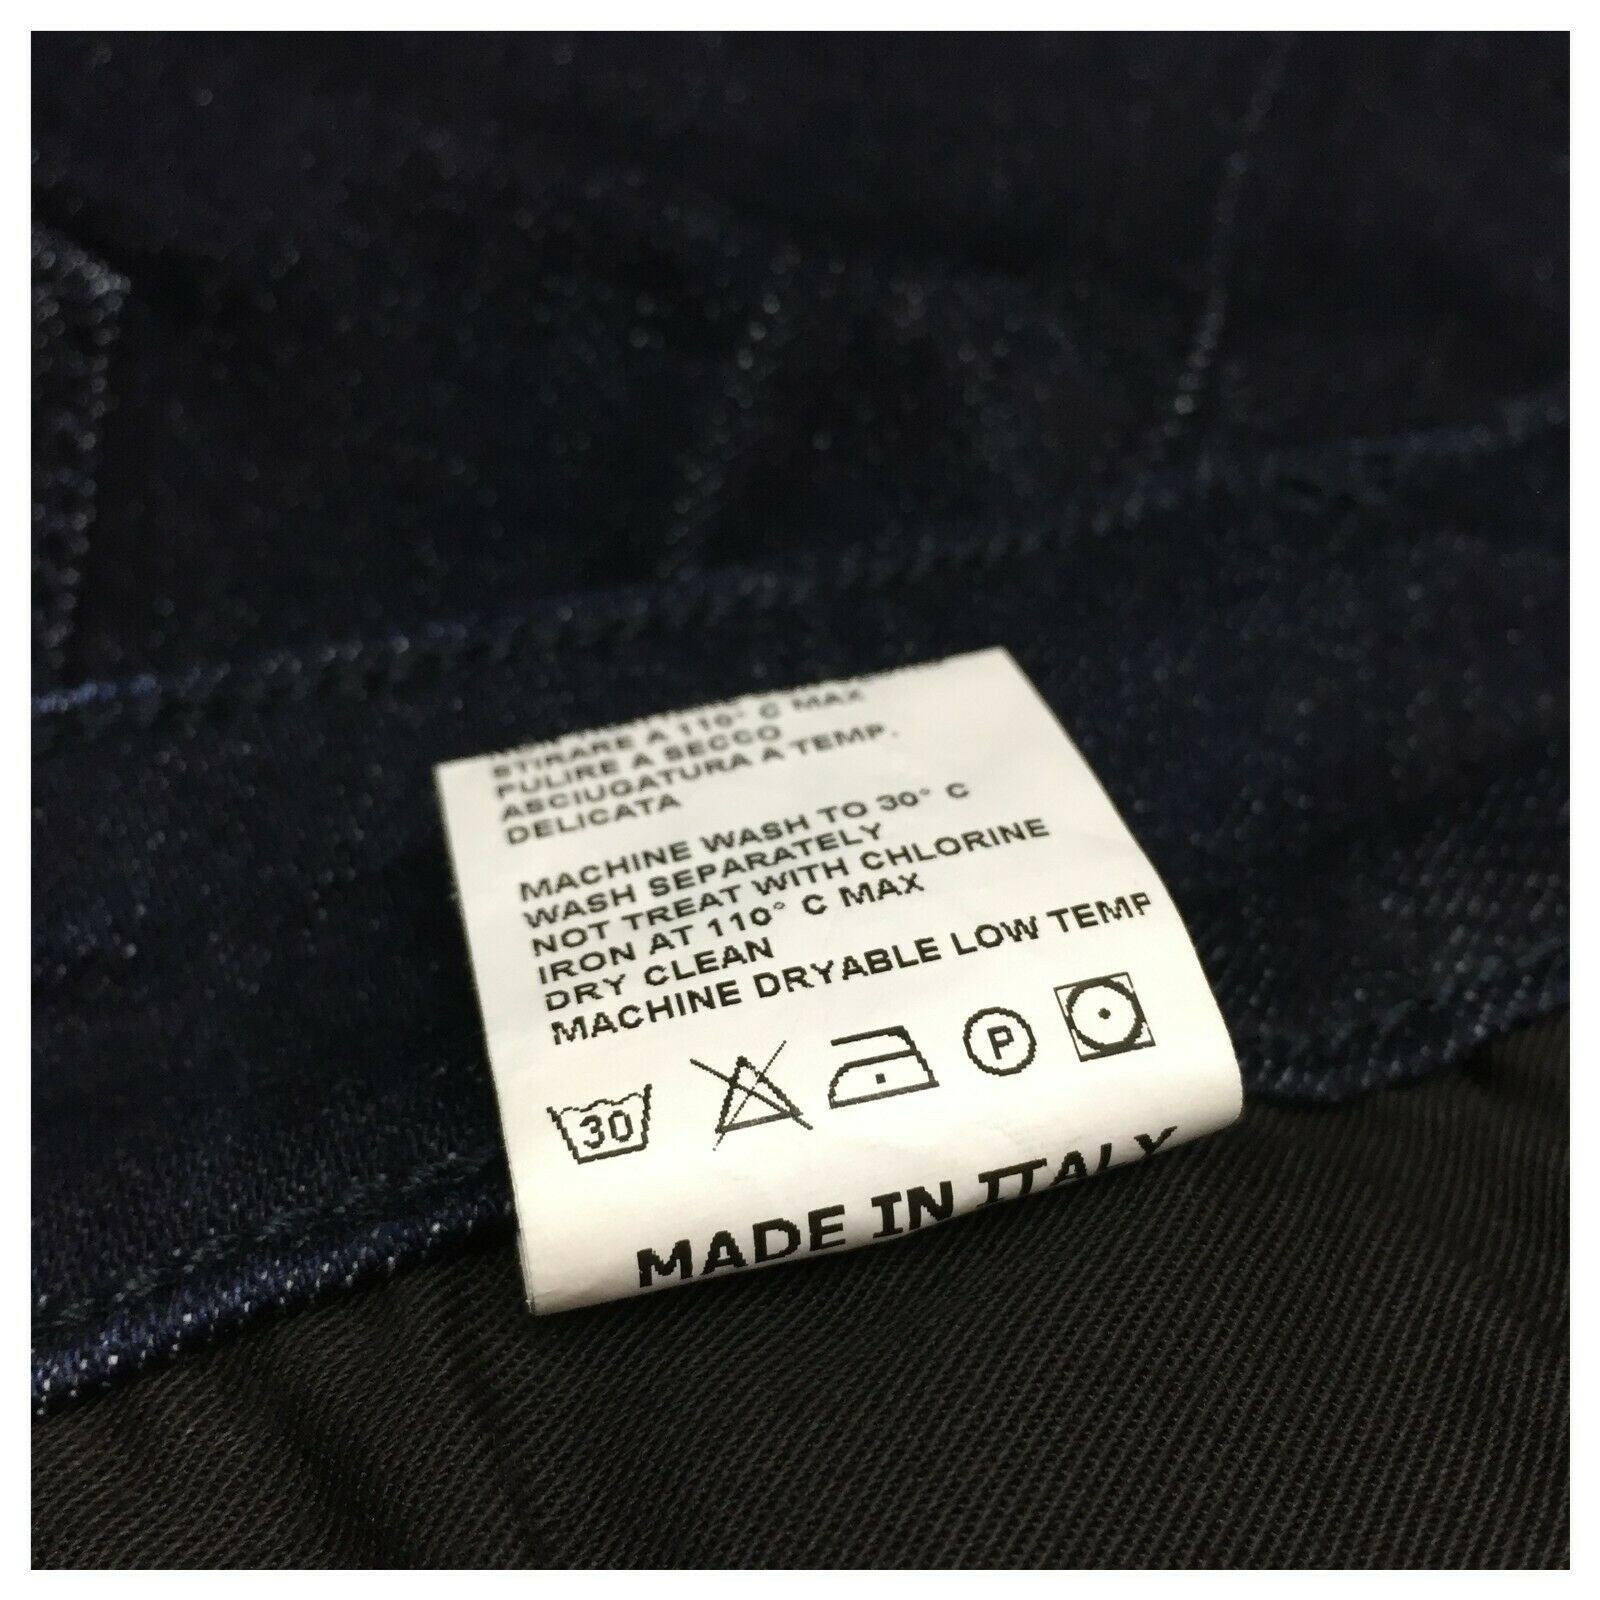 STIRARE A 110° C MAX
PULIRE A SECCO
ASCIUGATURA A TEMP.
DELICATA
MACHINE WASH TO 30° C
WASH SEPARATELY
NOT TREAT WITH CHLORINE
IRON AT 110° C MAX
DRY CLEAN
MACHINE DRYABLE LOW TEMP
30 P
MADE IN ITALY